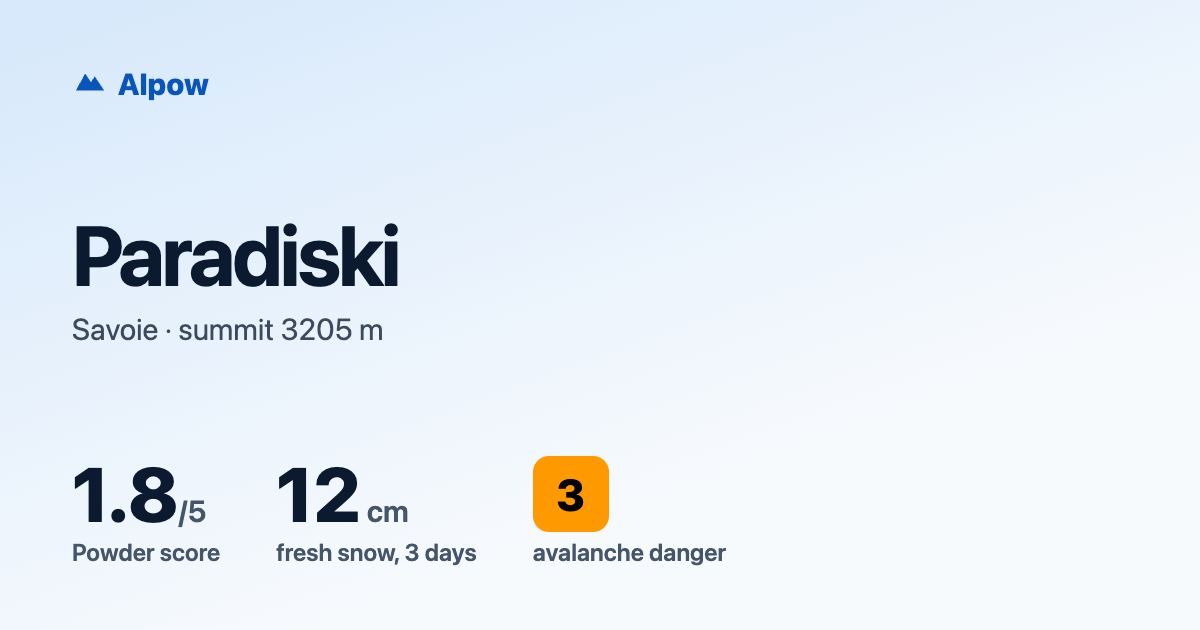 Alpow
Paradiski
Savoie · summit 3205 m
1.8/5
Powder score
12 cm
fresh snow, 3 days
3
avalanche danger